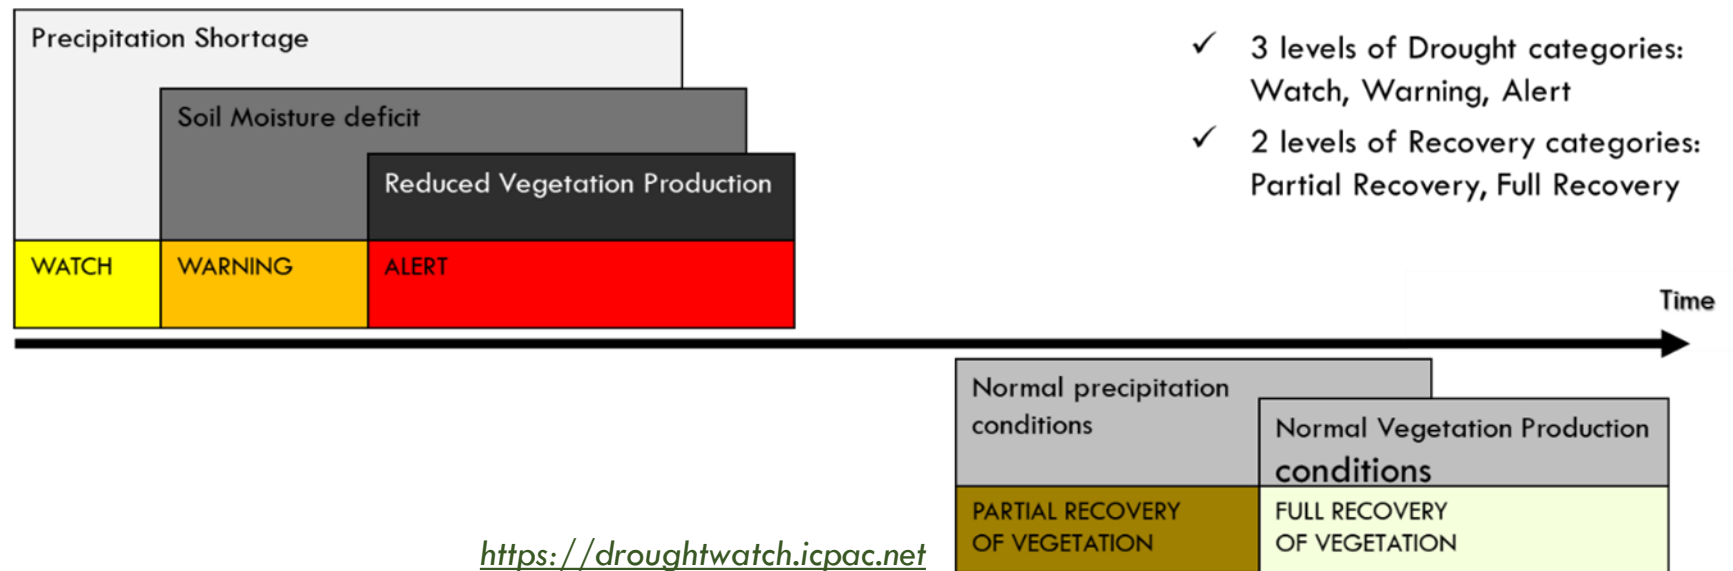 Precipitation Shortage
Soil Moisture deficit
Reduced Vegetation Production
WATCH
WARNING
ALERT
✓ 3 levels of Drought categories:
Watch, Warning, Alert
✓ 2 levels of Recovery categories:
Partial Recovery, Full Recovery
Time
Normal precipitation
conditions
Normal Vegetation Production
conditions
PARTIAL RECOVERY
OF VEGETATION
FULL RECOVERY
OF VEGETATION
https://droughtwatch.icpac.net